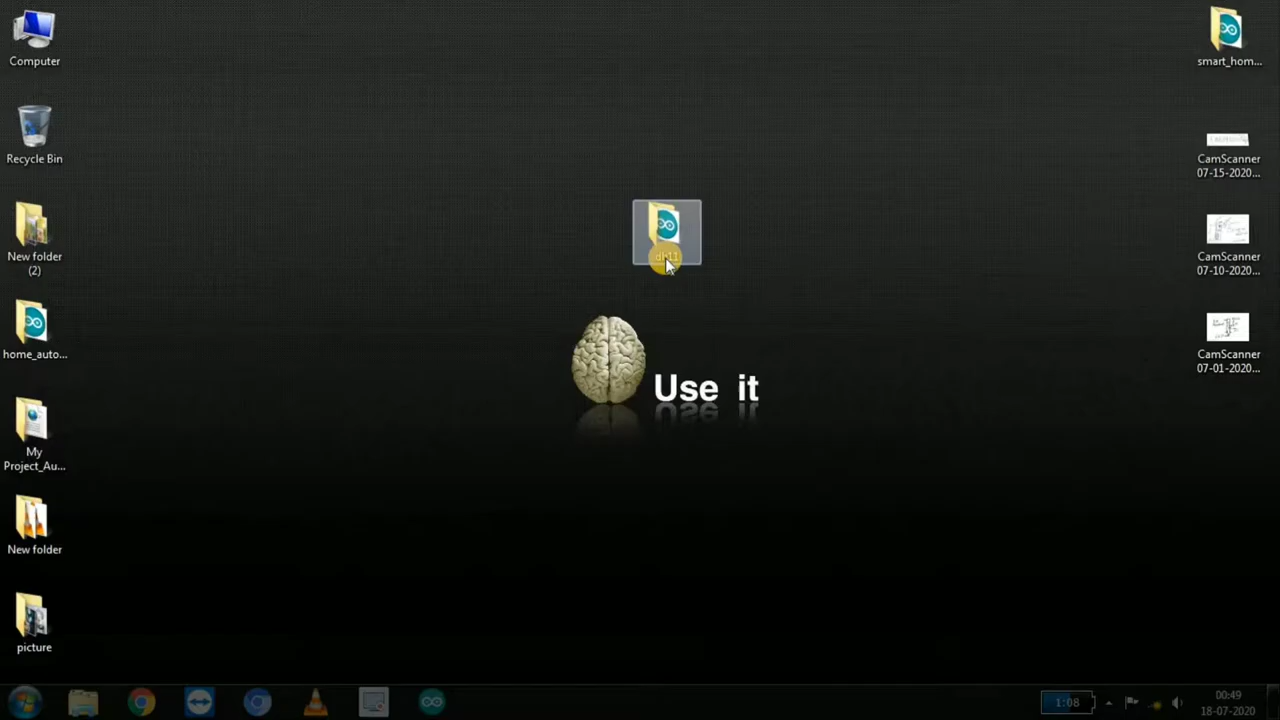 Computer
Recycle Bin
New folder
(2)
home_auto...
My
Project_Au...
New folder
picture
Use it
smart_hom...
CamScanner
07-15-2020...
CamScanner
07-10-2020...
CamScanner
07-01-2020...
1:08
00:49
18-07-2020